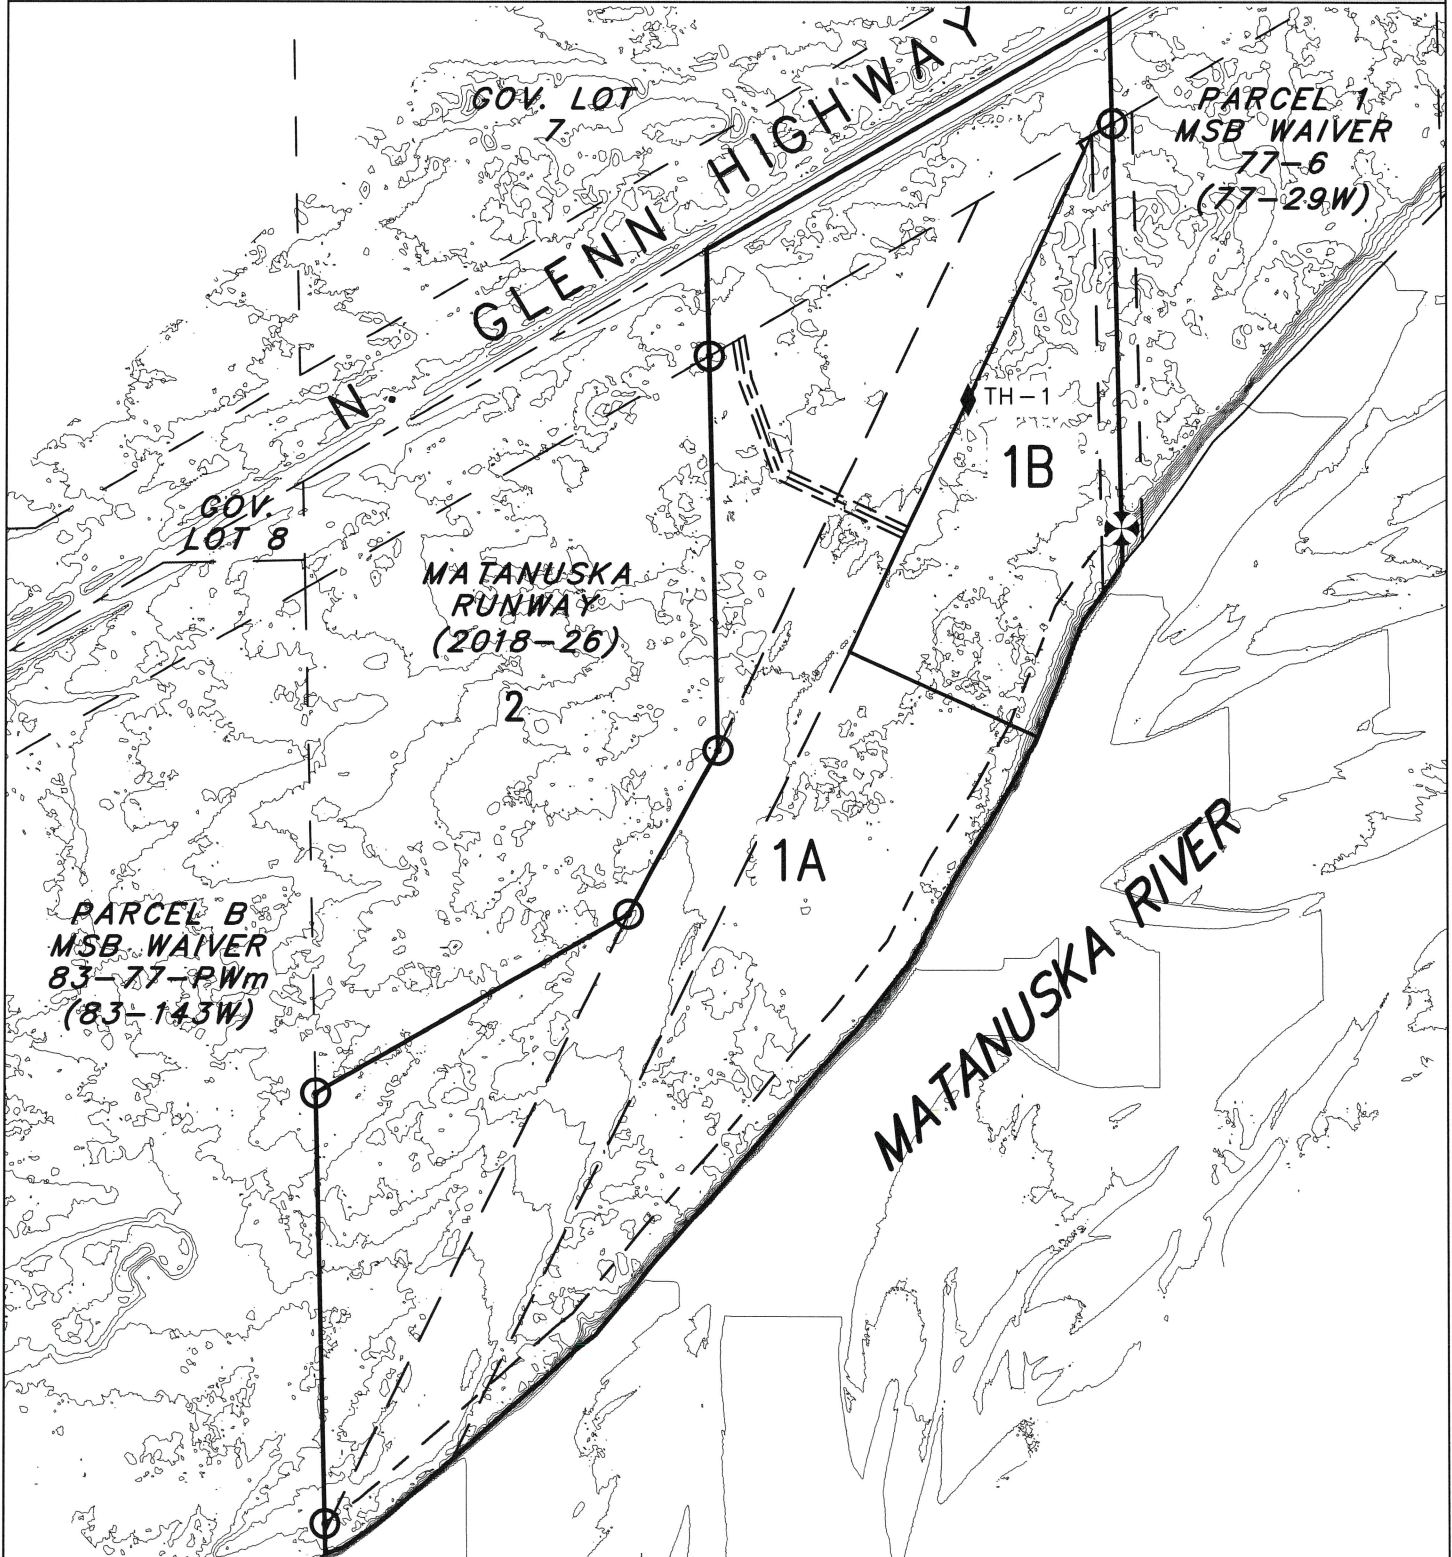 GOV. LOT
7
N. GLENN HIGHWAY
PARCEL 1
MSB WAIVER
77-6
(77-29W)
TH-1
1B
GOV.
LOT 8
MATANUSKA
RUNWAY
(2018-26)
2
1A
PARCEL B
MSB WAIVER
83-77-PWm
(83-143W)
MATANUSKA RIVER